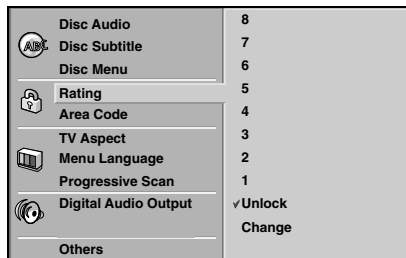 Disc Audio
Disc Subtitle
Disc Menu
Rating
Area Code
TV Aspect
Menu Language
Progressive Scan
Digital Audio Output
Others
ABC
8
7
6
5
4
3
2
1
✓Unlock
Change